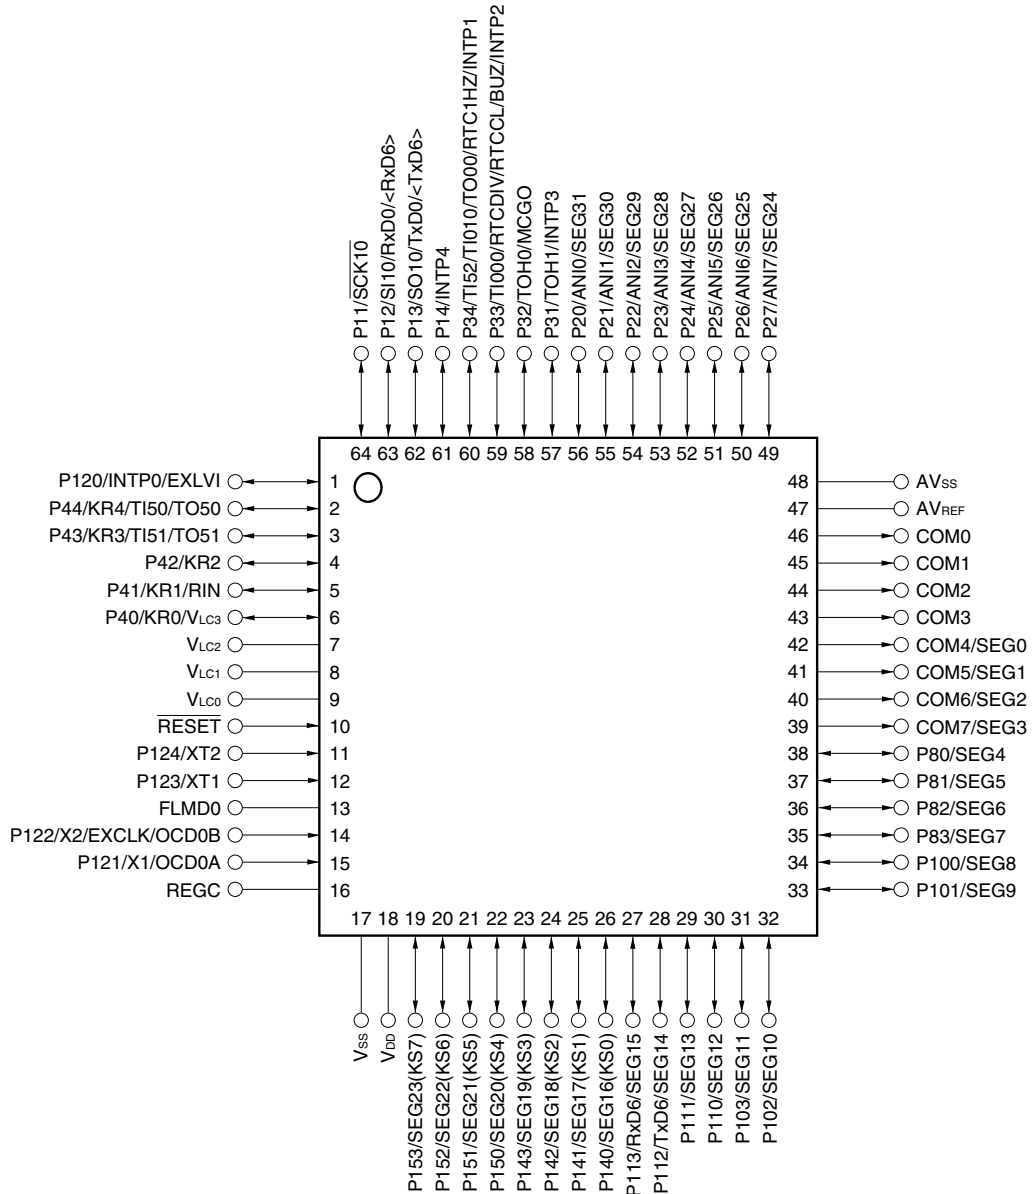 P11/SCK10
P12/SI10/RxD0/<RxD6>
P13/SO10/TxD0/<TxD6>
P14/INTP4
P34/TI52/TI010/TO00/RTC1HZ/INTP1
P33/TI000/RTCDIV/RTCCL/BUZ/INTP2
P32/TOH0/MCGO
P31/TOH1/INTP3
P20/ANI0/SEG31
P21/ANI1/SEG30
P22/ANI2/SEG29
P23/ANI3/SEG28
P24/ANI4/SEG27
P25/ANI5/SEG26
P26/ANI6/SEG25
P27/ANI7/SEG24
64 63 62 61 60 59 58 57 56 55 54 53 52 51 50 49
P120/INTP0/EXLVI 1
P44/KR4/TI50/TO50 2
P43/KR3/TI51/TO51 3
P42/KR2 4
P41/KR1/RIN 5
P40/KR0/VLC3 6
VLC2 7
VLC1 8
VLC0 9
RESET 10
P124/XT2 11
P123/XT1 12
FLMD0 13
P122/X2/EXCLK/OCD0B 14
P121/X1/OCD0A 15
REGC 16
48 AVSS
47 AVREF
46 COM0
45 COM1
44 COM2
43 COM3
42 COM4/SEG0
41 COM5/SEG1
40 COM6/SEG2
39 COM7/SEG3
38 P80/SEG4
37 P81/SEG5
36 P82/SEG6
35 P83/SEG7
34 P100/SEG8
33 P101/SEG9
17 18 19 20 21 22 23 24 25 26 27 28 29 30 31 32
VSS
VDD
P153/SEG23(KS7)
P152/SEG22(KS6)
P151/SEG21(KS5)
P150/SEG20(KS4)
P143/SEG19(KS3)
P142/SEG18(KS2)
P141/SEG17(KS1)
P140/SEG16(KS0)
P113/RxD6/SEG15
P112/TxD6/SEG14
P111/SEG13
P110/SEG12
P103/SEG11
P102/SEG10